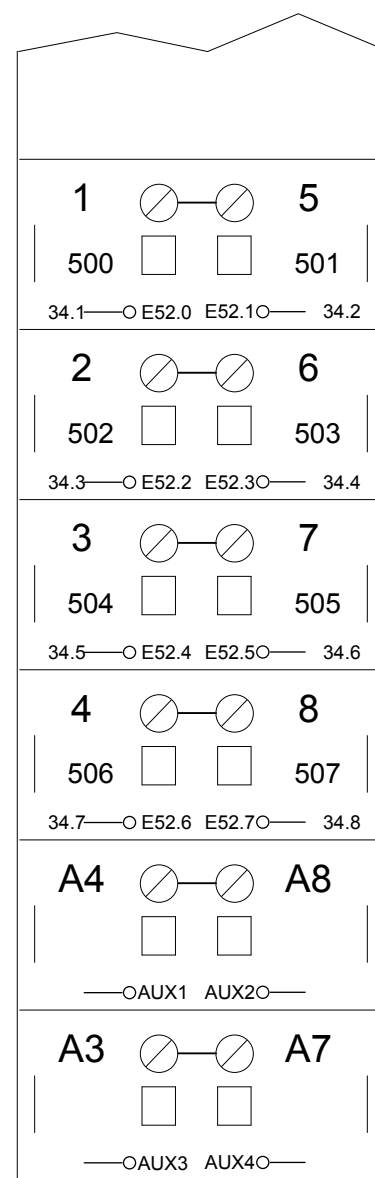 1 5
500 501
34.1 E52.0 E52.1 34.2
2 6
502 503
34.3 E52.2 E52.3 34.4
3 7
504 505
34.5 E52.4 E52.5 34.6
4 8
506 507
34.7 E52.6 E52.7 34.8
A4 A8
AUX1 AUX2
A3 A7
AUX3 AUX4